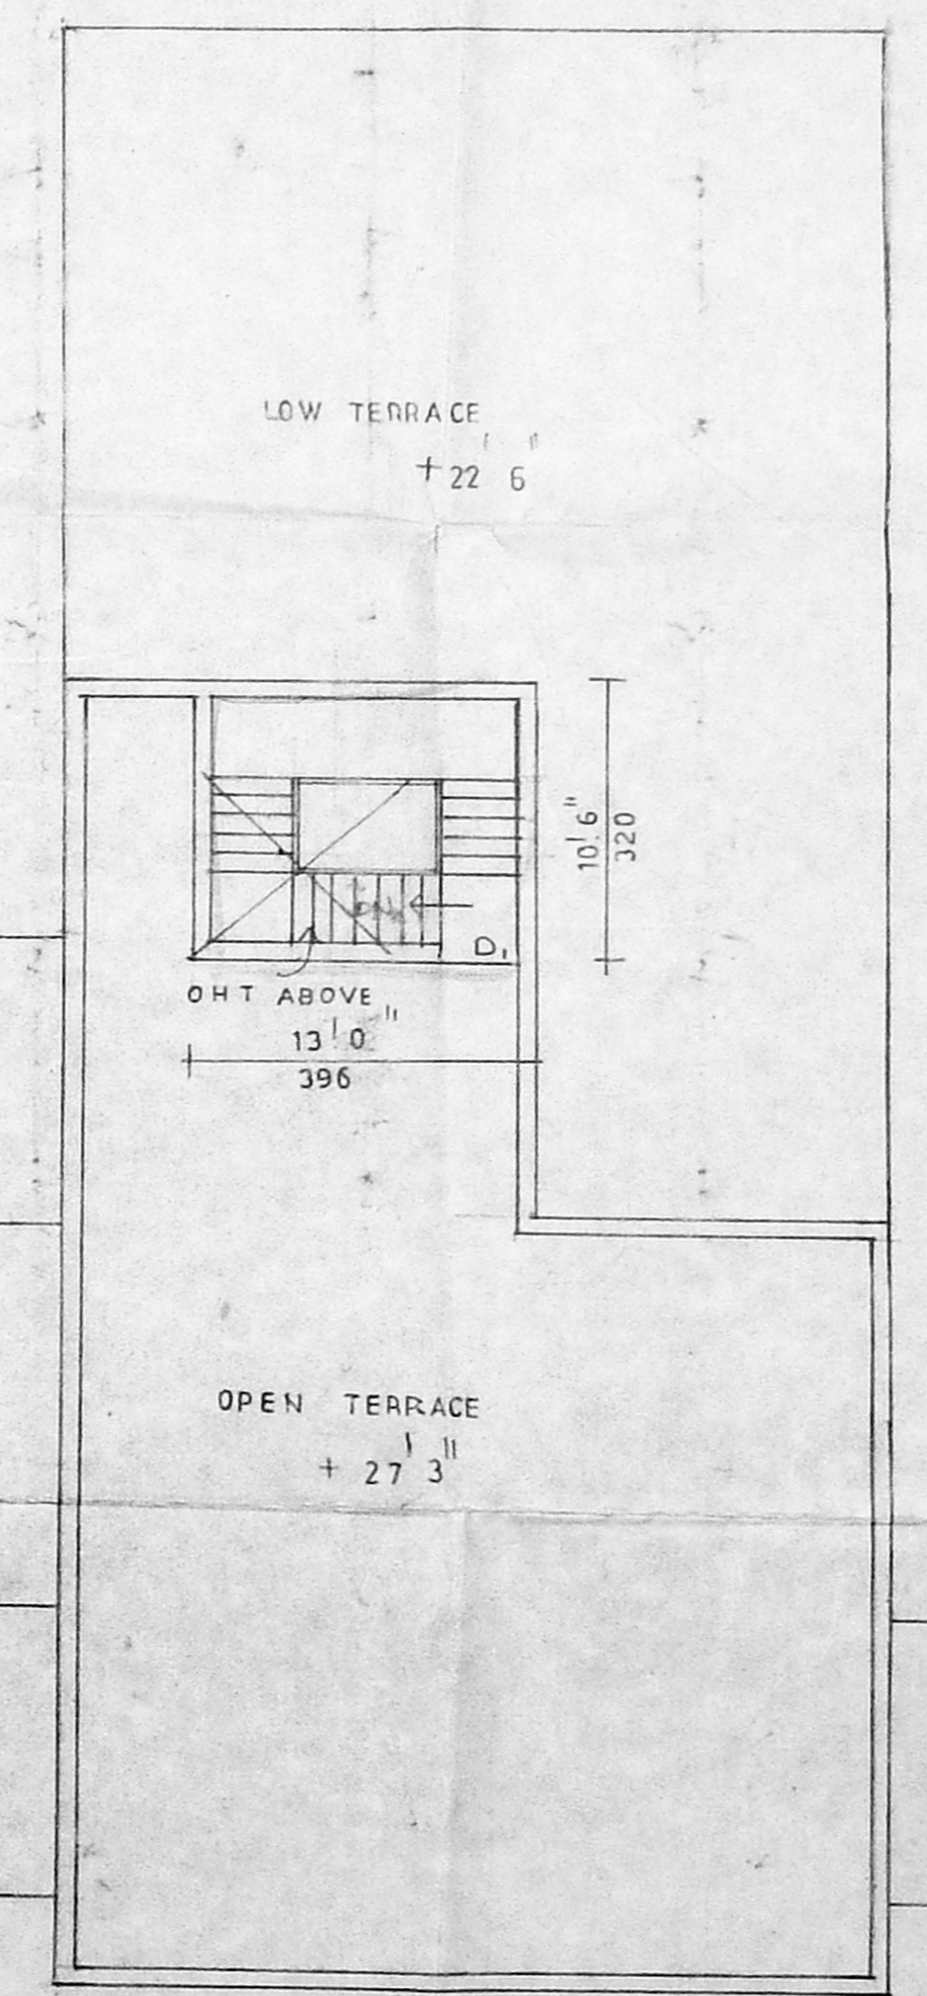 LOW TERRACE
+22' 6"
10'.6"
320
D1
OHT ABOVE
13'0"
396
OPEN TERRACE
+ 27' 3"